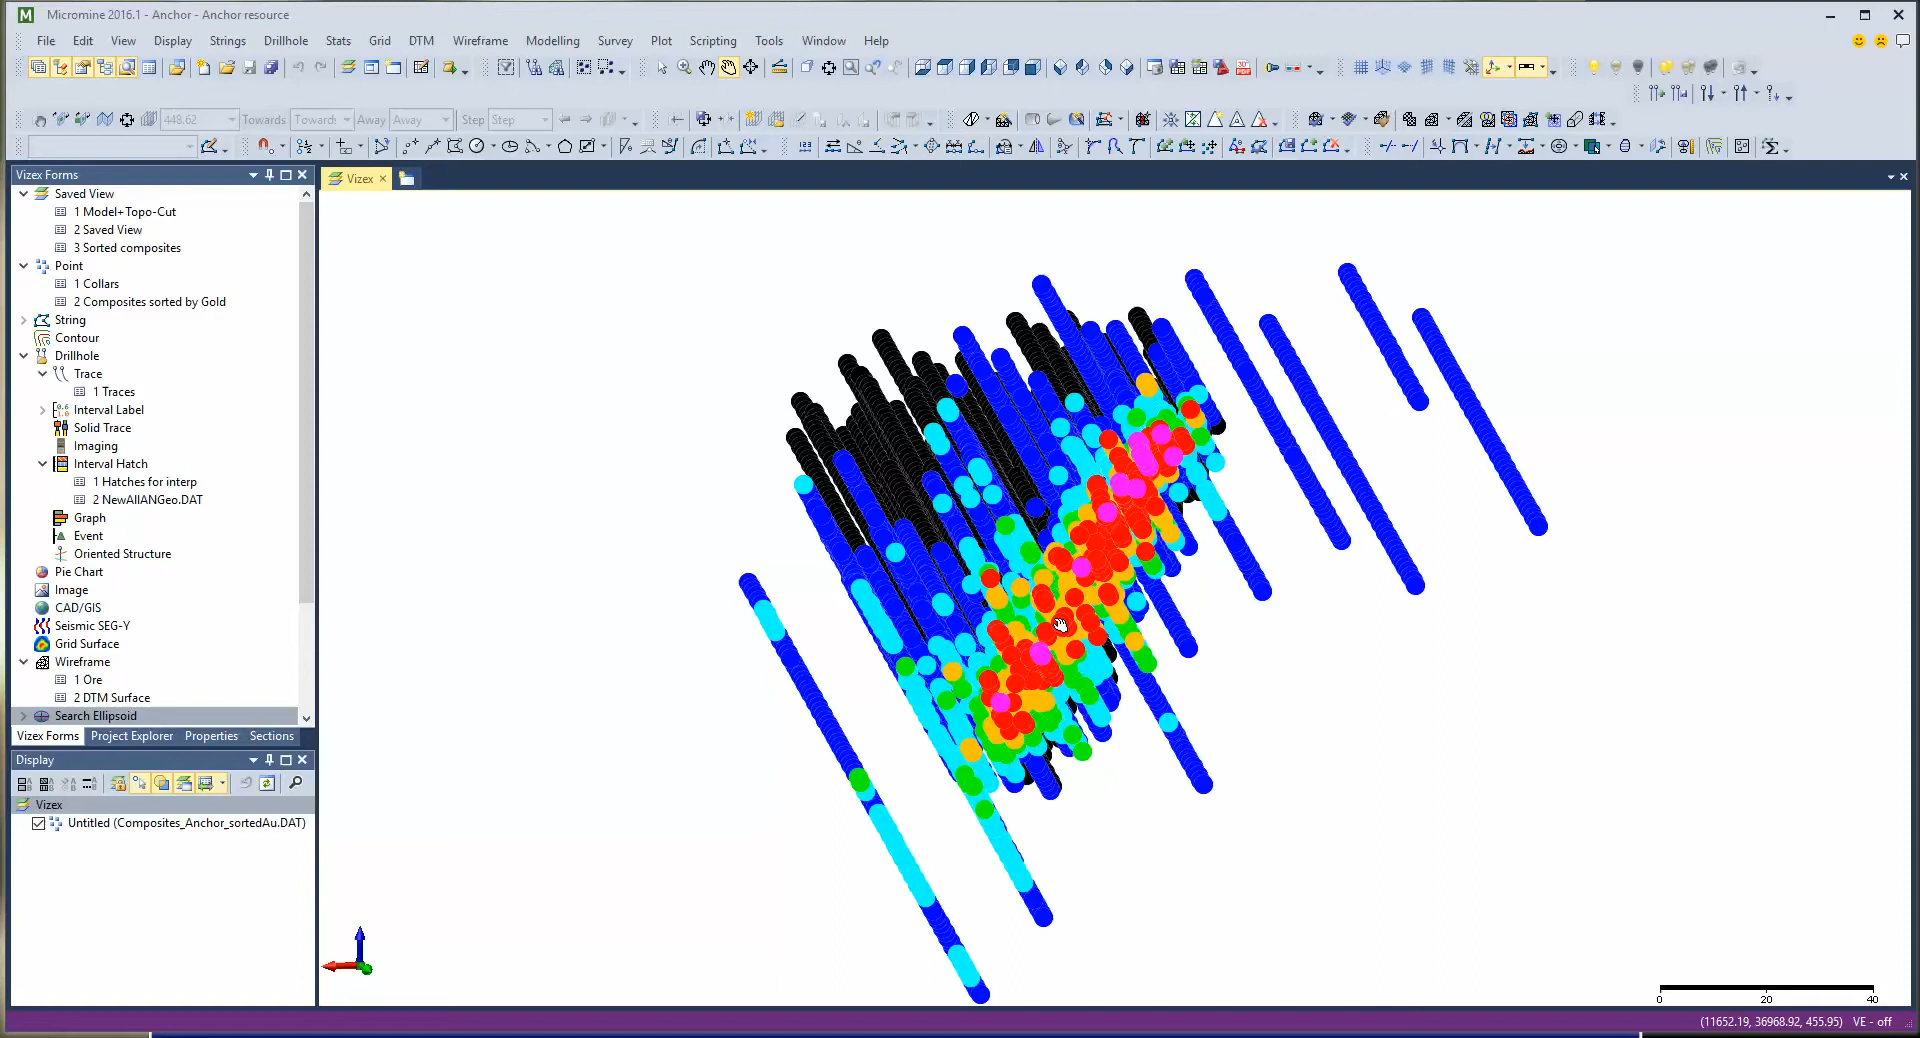 Micromine 2016.1 - Anchor - Anchor resource
File Edit View Display Strings Drillhole Stats Grid DTM Wireframe Modelling Survey Plot Scripting Tools Window Help
448.62 Towards Towards Away Away Step Step
Vizex Forms
Saved View
1 Model+Topo-Cut
2 Saved View
3 Sorted composites
Point
1 Collars
2 Composites sorted by Gold
String
Contour
Drillhole
Trace
1 Traces
Interval Label
Solid Trace
Imaging
Interval Hatch
1 Hatches for interp
2 NewAllANGeo.DAT
Graph
Event
Oriented Structure
Pie Chart
Image
CAD/GIS
Seismic SEG-Y
Grid Surface
Wireframe
1 Ore
2 DTM Surface
Search Ellipsoid
Vizex Forms Project Explorer Properties Sections
Display
Vizex
Untitled (Composites_Anchor_sortedAu.DAT)
Vizex
0 20 40
(11652.19, 36968.92, 455.95) VE - off